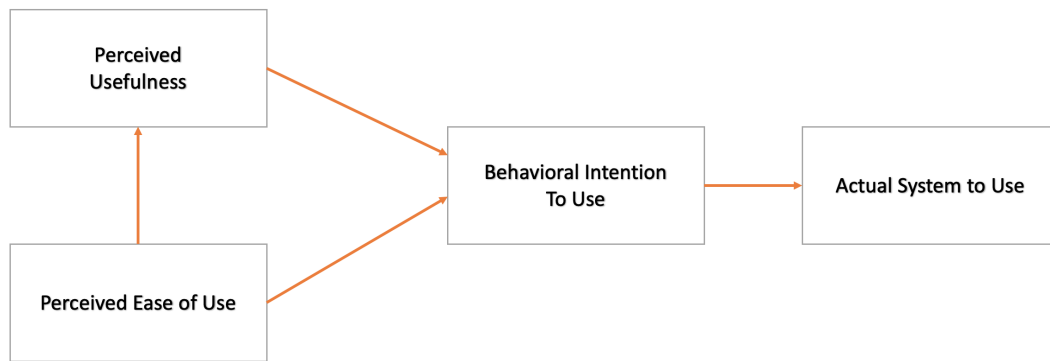 Perceived
Usefulness
Behavioral Intention
To Use
Actual System to Use
Perceived Ease of Use